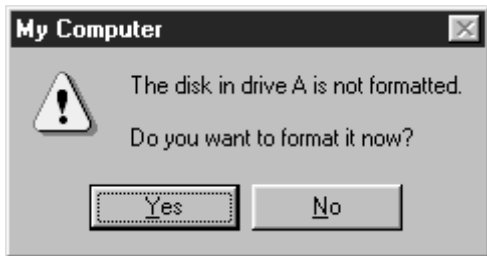 My Computer
The disk in drive A is not formatted.
Do you want to format it now?
Yes
No